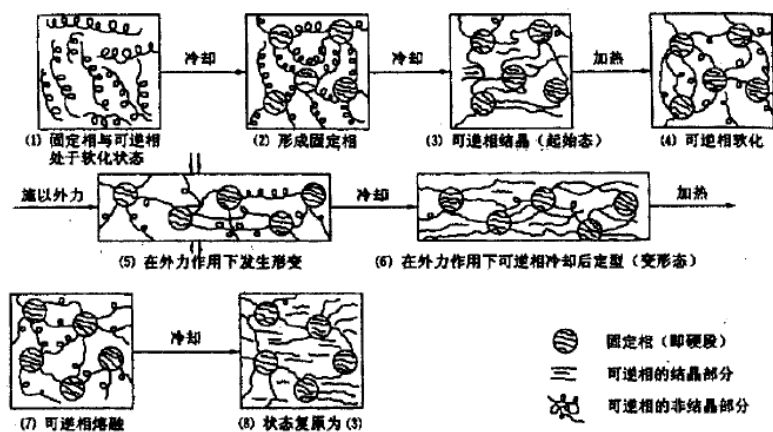 冷却
冷却
加热
(1) 固定相与可逆相
处于软化状态
(2) 形成固定相
(3) 可逆相结晶（起始态）
(4) 可逆相软化
施以外力
冷却
加热
(5) 在外力作用下发生形变
(6) 在外力作用下可逆相冷却后定型（变形态）
冷却
固定相（即硬段）
可逆相的结晶部分
可逆相的非结晶部分
(7) 可逆相熔融
(8) 状态复原为 (3)